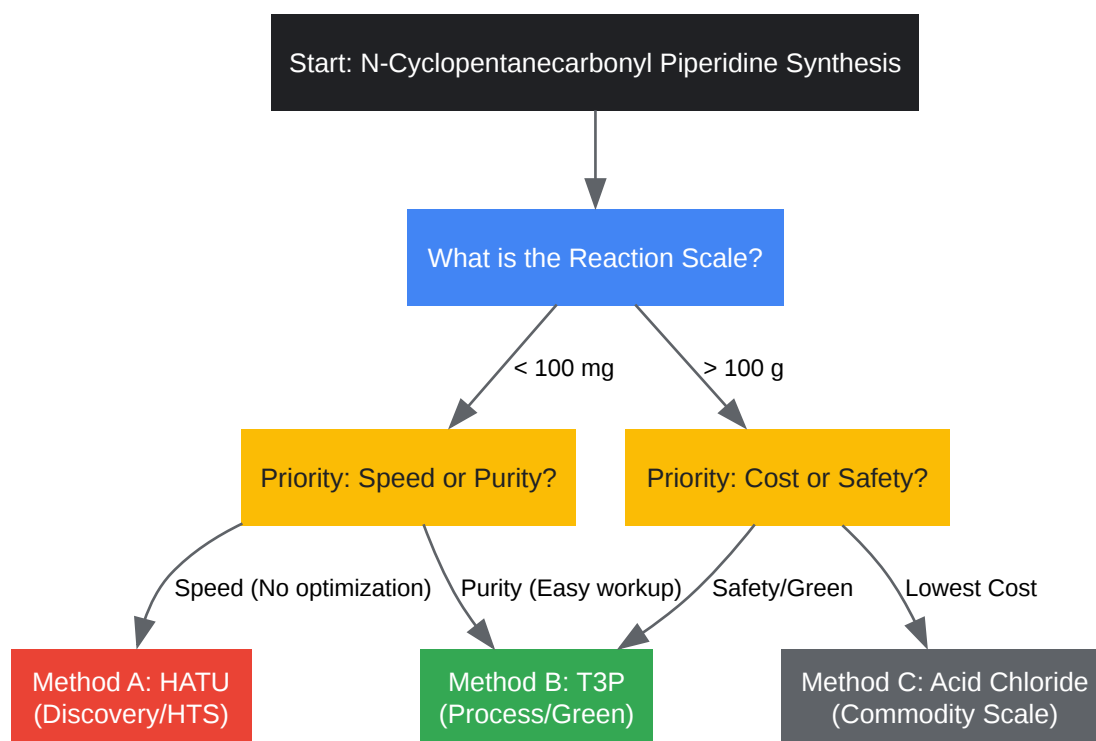 Start: N-Cyclopentanecarbonyl Piperidine Synthesis
What is the Reaction Scale?
< 100 mg
> 100 g
Priority: Speed or Purity?
Priority: Cost or Safety?
Speed (No optimization)
Purity (Easy workup)
Safety/Green
Lowest Cost
Method A: HATU
(Discovery/HTS)
Method B: T3P
(Process/Green)
Method C: Acid Chloride
(Commodity Scale)